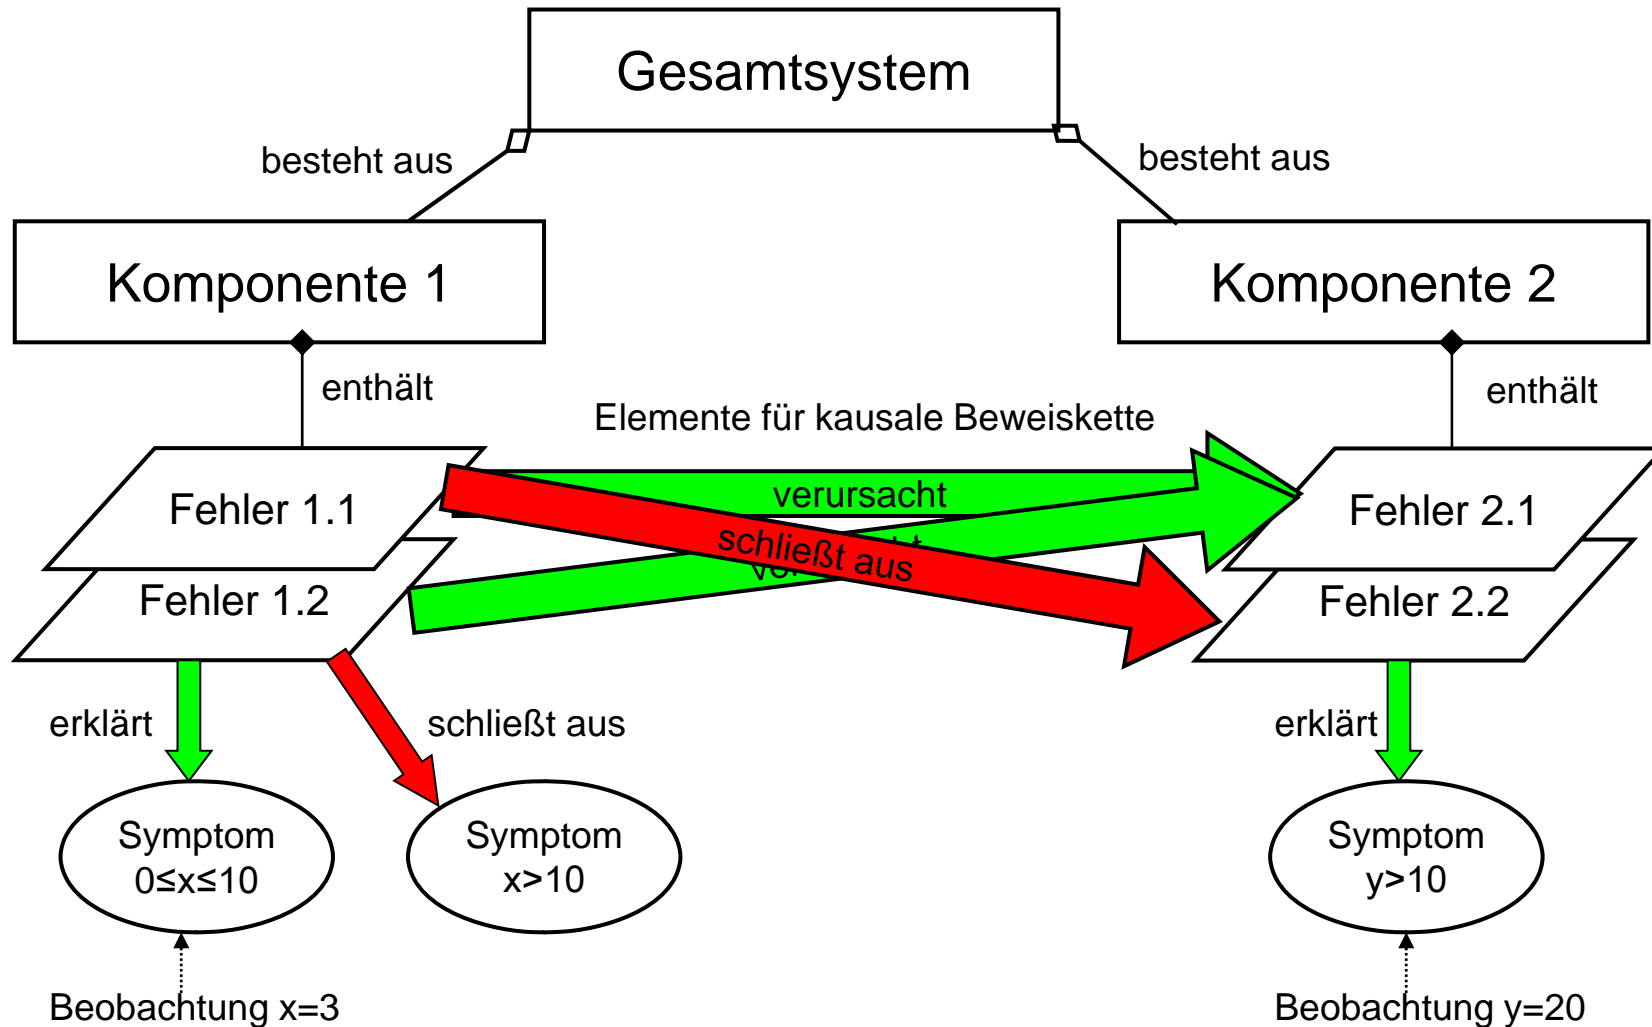 Gesamtsystem
besteht aus
besteht aus
Komponente 1
Komponente 2
enthält
enthält
Elemente für kausale Beweiskette
Fehler 1.1
verursacht
Fehler 2.1
schließt aus
Fehler 1.2
Fehler 2.2
erklärt
schließt aus
erklärt
Symptom
0≤x≤10
Symptom
x>10
Symptom
y>10
Beobachtung x=3
Beobachtung y=20